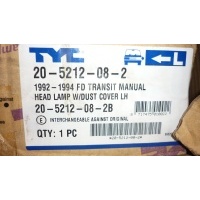 TYC
L
20-5212-08-2
1992-1994 FD TRANSIT MANUAL
HEAD LAMP W/DUST COVER LH
20-5212-08-2B
E INTERCHANGEABLE AGAINST ORIGINAL
QTY: 1 PC